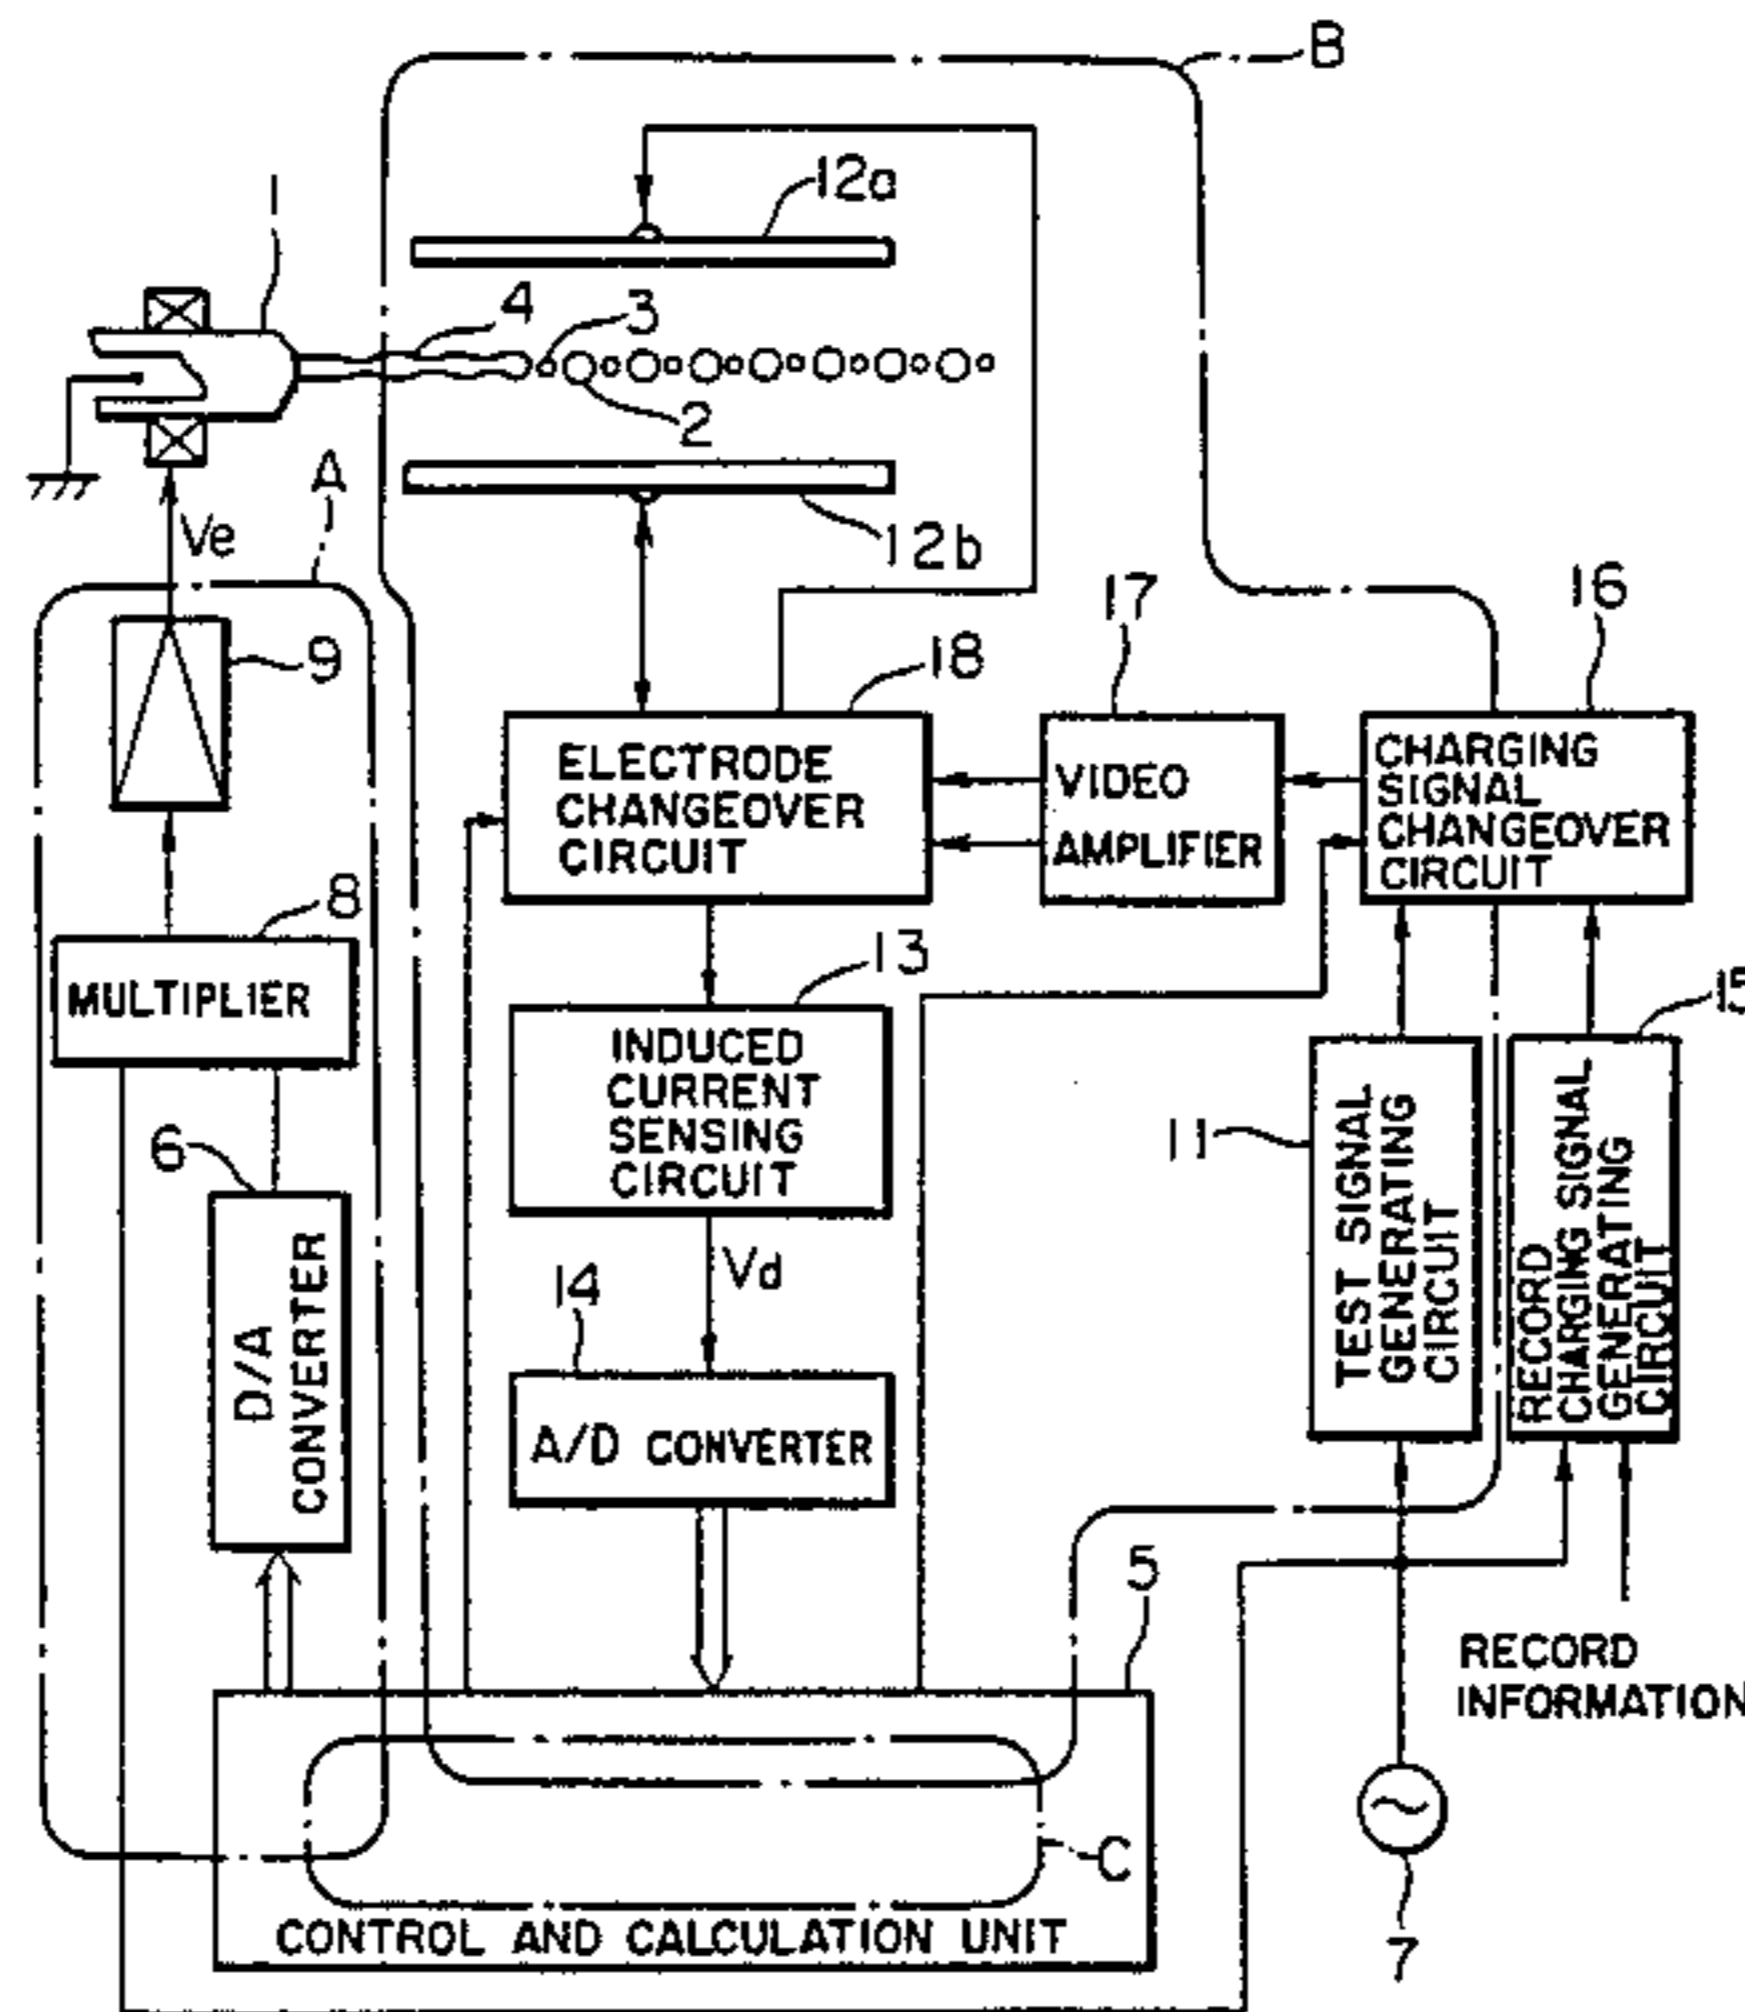 B
12a
1
4
3
2
A
Ve
12b
17
16
9
18
ELECTRODE
CHANGEOVER
CIRCUIT
VIDEO
AMPLIFIER
CHARGING
SIGNAL
CHANGEOVER
CIRCUIT
8
MULTIPLIER
13
15
INDUCED
CURRENT
SENSING
CIRCUIT
6
11
TEST SIGNAL
GENERATING
CIRCUIT
RECORD
CHARGING SIGNAL
GENERATING
CIRCUIT
D/A
CONVERTER
Vd
14
A/D CONVERTER
5
RECORD
INFORMATION
C
CONTROL AND CALCULATION UNIT
7